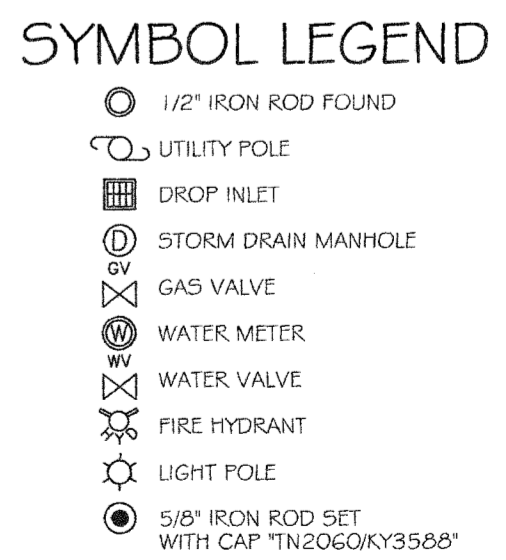 SYMBOL LEGEND
1/2" IRON ROD FOUND
UTILITY POLE
DROP INLET
D STORM DRAIN MANHOLE
GV
GAS VALVE
W WATER METER
WV
WATER VALVE
FIRE HYDRANT
LIGHT POLE
5/8" IRON ROD SET
WITH CAP "TN2060/KY3588"